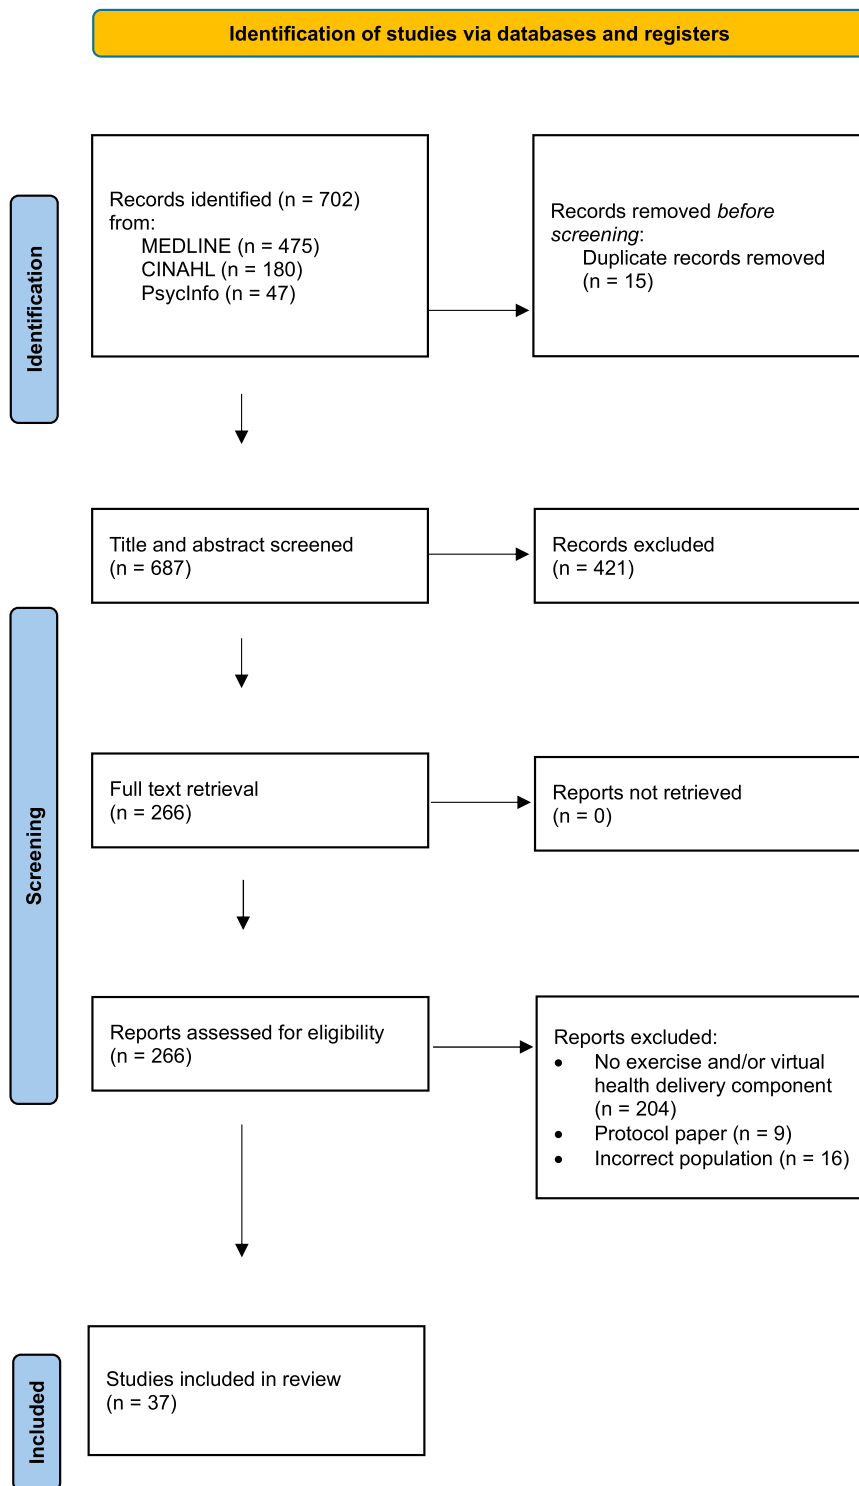 Identification of studies via databases and registers
Identification
Records identified (n = 702)
from:
MEDLINE (n = 475)
CINAHL (n = 180)
PsycInfo (n = 47)
Records removed before
screening:
Duplicate records removed
(n = 15)
Screening
Title and abstract screened
(n = 687)
Records excluded
(n = 421)
Full text retrieval
(n = 266)
Reports not retrieved
(n = 0)
Reports assessed for eligibility
(n = 266)
Reports excluded:
• No exercise and/or virtual
health delivery component
(n = 204)
• Protocol paper (n = 9)
• Incorrect population (n = 16)
Included
Studies included in review
(n = 37)